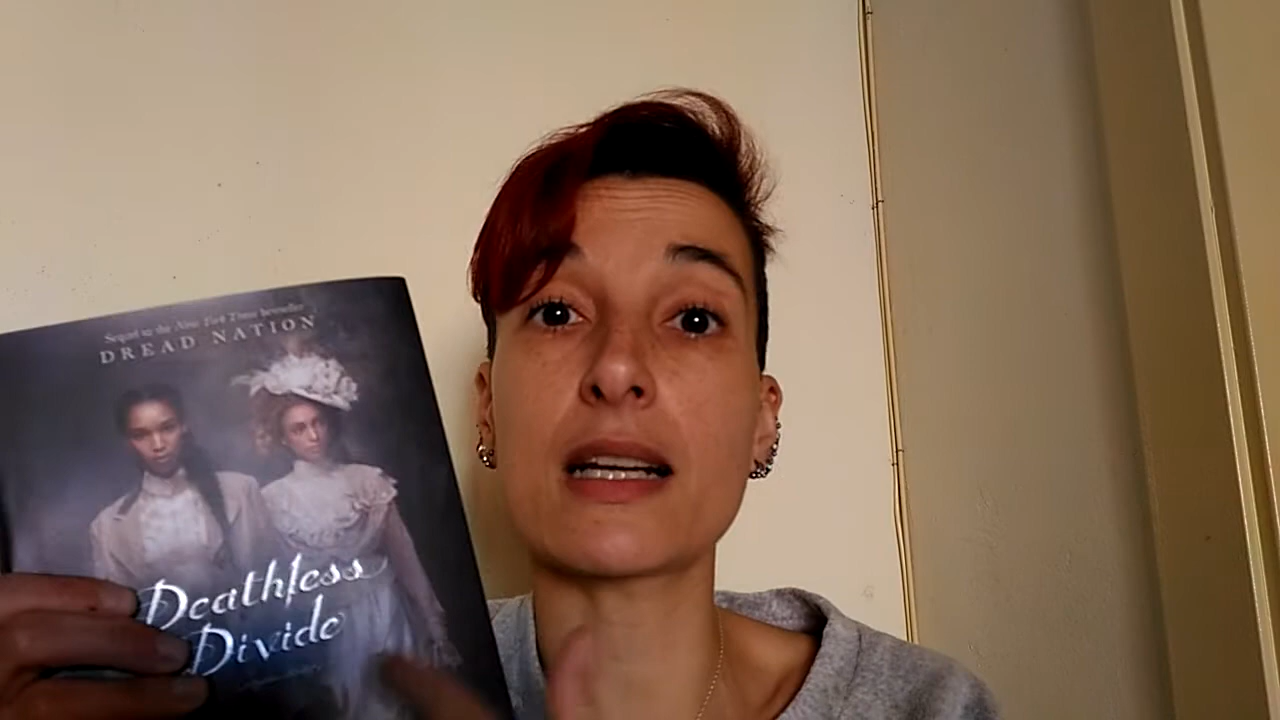 Sequel to the New York Times bestseller
DREAD NATION
Deathless
Divide